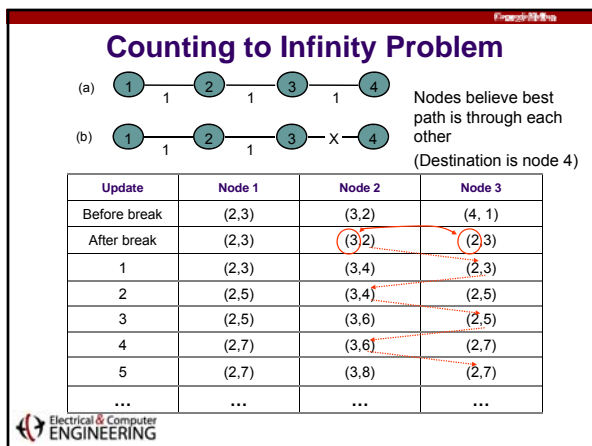 Carnegie Mellon
Counting to Infinity Problem
(a) 1 2 3 4
1 1 1
(b) 1 2 3 X 4
1 1
Nodes believe best
path is through each
other
(Destination is node 4)
Update Node 1 Node 2 Node 3
Before break (2,3) (3,2) (4, 1)
After break (2,3) (3,2) (2,3)
1 (2,3) (3,4) (2,3)
2 (2,5) (3,4) (2,5)
3 (2,5) (3,6) (2,5)
4 (2,7) (3,6) (2,7)
5 (2,7) (3,8) (2,7)
... ... ... ...
Electrical & Computer
ENGINEERING